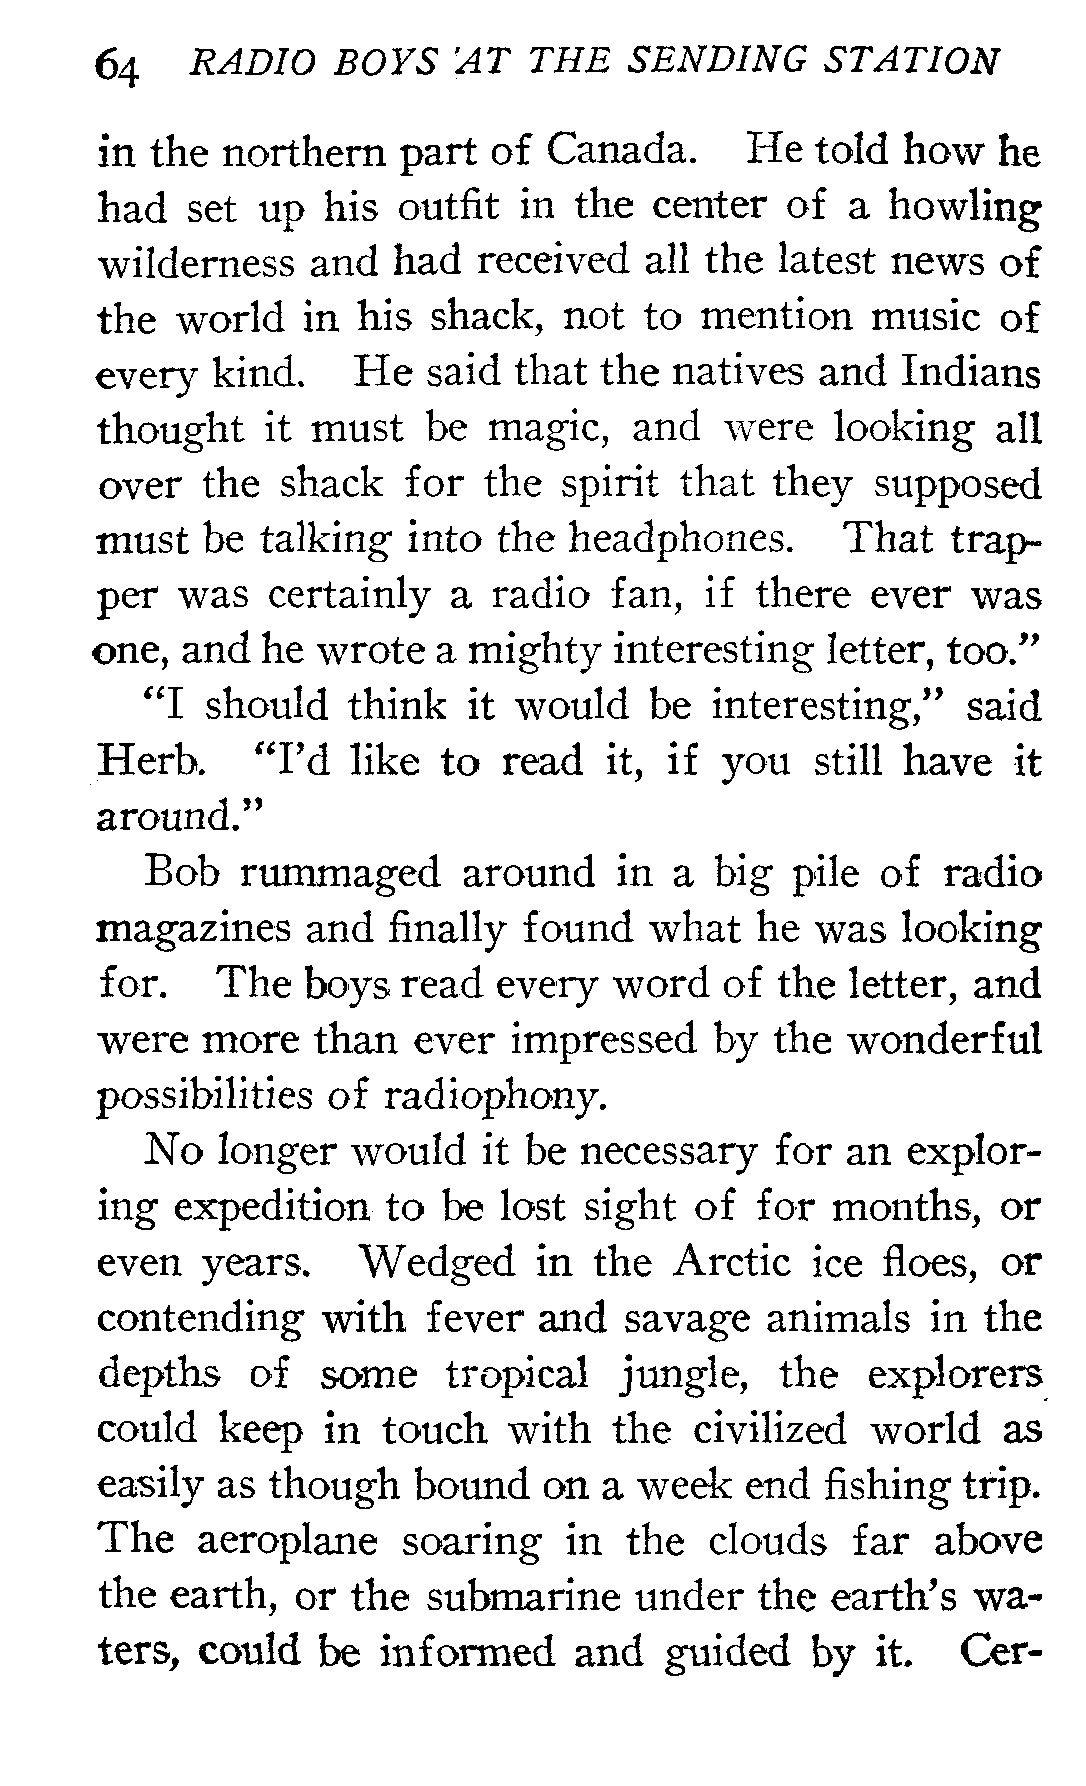 64 RADIO BOYS AT THE SENDING STATION
in the northern part of Canada. He told how he
had set up his outfit in the center of a howling
wilderness and had received all the latest news of
the world in his shack, not to mention music of
every kind. He said that the natives and Indians
thought it must be magic, and were looking all
over the shack for the spirit that they supposed
must be talking into the headphones. That trap-
per was certainly a radio fan, if there ever was
one, and he wrote a mighty interesting letter, too.”
“I should think it would be interesting,” said
Herb. “I’d like to read it, if you still have it
around.”
Bob rummaged around in a big pile of radio
magazines and finally found what he was looking
for. The boys read every word of the letter, and
were more than ever impressed by the wonderful
possibilities of radiophony.
No longer would it be necessary for an explor-
ing expedition to be lost sight of for months, or
even years. Wedged in the Arctic ice floes, or
contending with fever and savage animals in the
depths of some tropical jungle, the explorers
could keep in touch with the civilized world as
easily as though bound on a week end fishing trip.
The aeroplane soaring in the clouds far above
the earth, or the submarine under the earth’s wa-
ters, could be informed and guided by it. Cer-